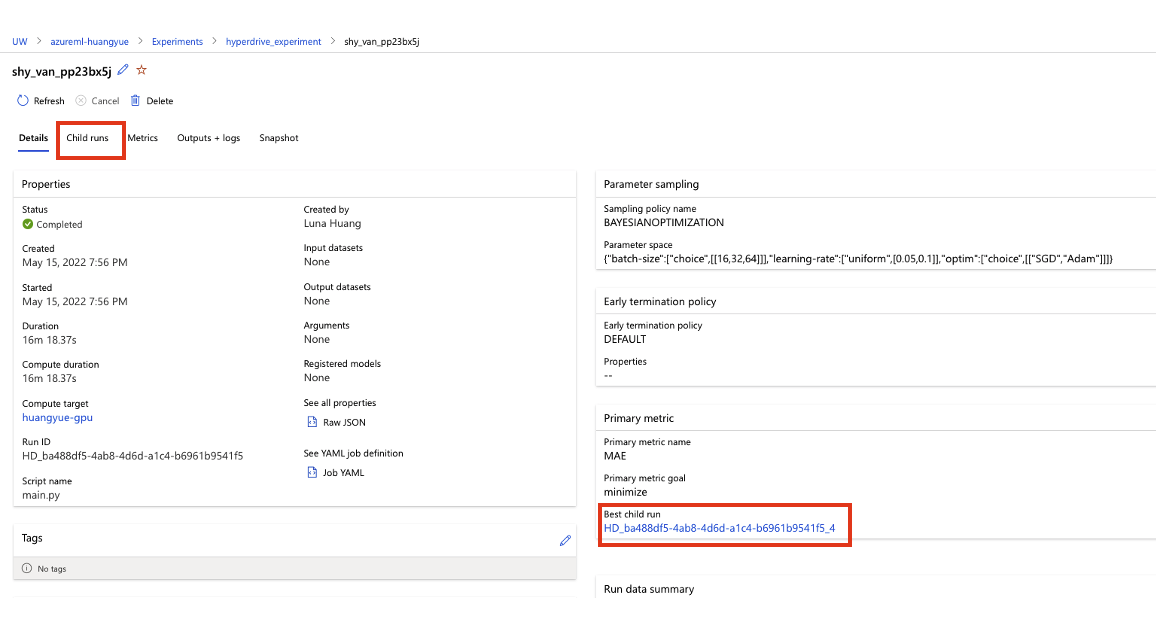 UW > azureml-huangyue > Experiments > hyperdrive_experiment > shy_van_pp23bx5j
shy_van_pp23bx5j
Refresh Cancel Delete
Details Child runs Metrics Outputs + logs Snapshot
Properties
Status
Completed
Created
May 15, 2022 7:56 PM
Started
May 15, 2022 7:56 PM
Duration
16m 18.37s
Compute duration
16m 18.37s
Compute target
huangyue-gpu
Run ID
HD_ba488df5-4ab8-4d6d-a1c4-b6961b9541f5
Script name
main.py
Created by
Luna Huang
Input datasets
None
Output datasets
None
Arguments
None
Registered models
None
See all properties
Raw JSON
See YAML job definition
Job YAML
Tags
No tags
Parameter sampling
Sampling policy name
BAYESIANOPTIMIZATION
Parameter space
{"batch-size":["choice",[[16,32,64]]],"learning-rate":["uniform",[0.05,0.1]],"optim":["choice",[["SGD","Adam"]]]}
Early termination policy
Early termination policy
DEFAULT
Properties
--
Primary metric
Primary metric name
MAE
Primary metric goal
minimize
Best child run
HD_ba488df5-4ab8-4d6d-a1c4-b6961b9541f5_4
Run data summary